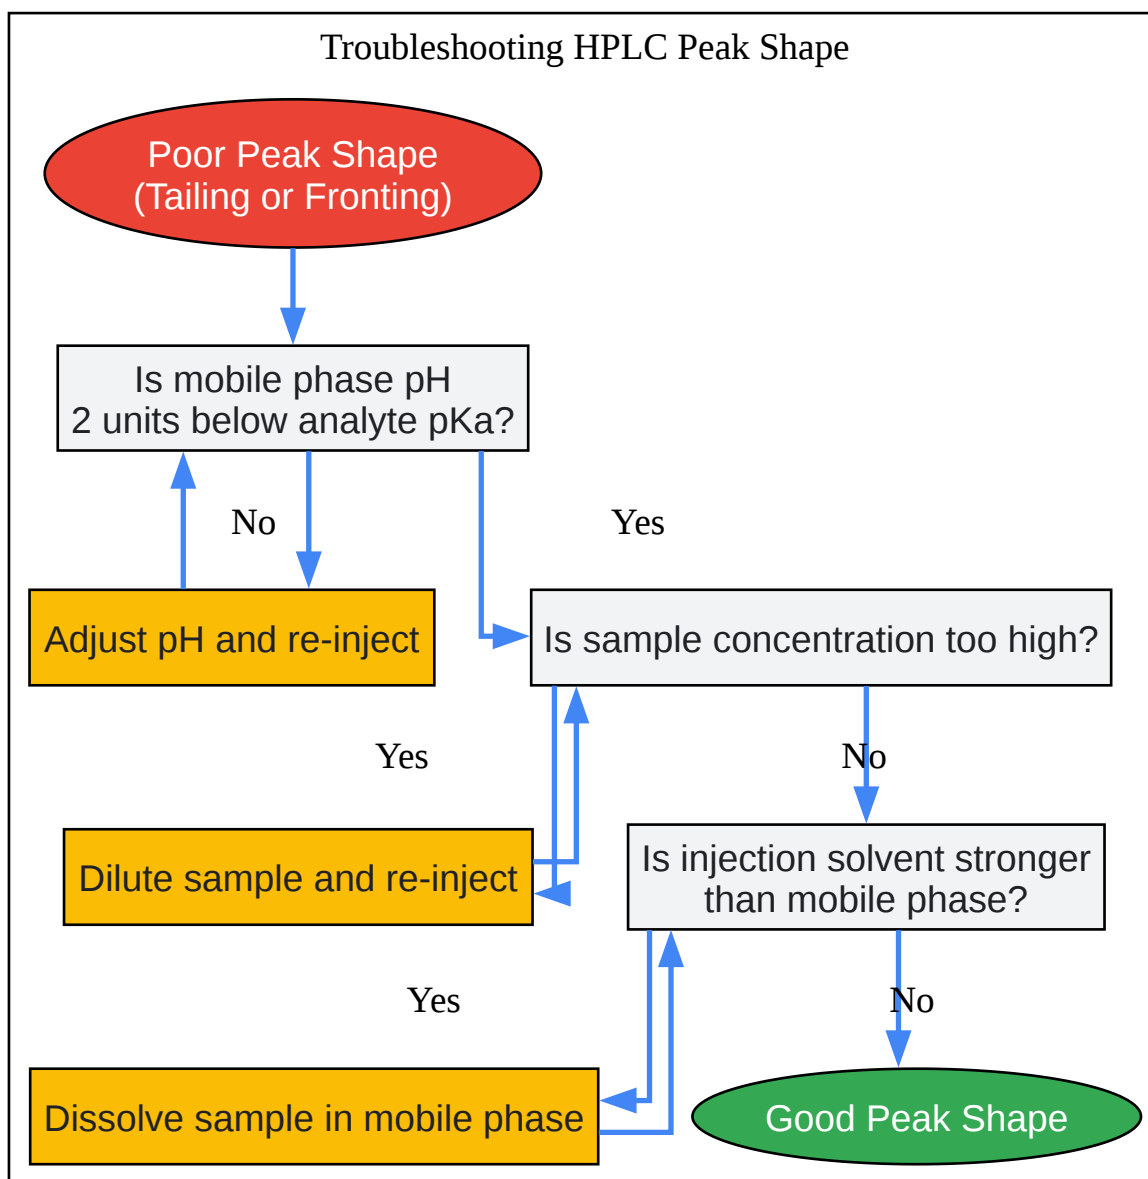 Troubleshooting HPLC Peak Shape
Poor Peak Shape
(Tailing or Fronting)
Is mobile phase pH
2 units below analyte pKa?
No
Yes
Adjust pH and re-inject
Is sample concentration too high?
Yes
No
Dilute sample and re-inject
Is injection solvent stronger
than mobile phase?
Yes
No
Dissolve sample in mobile phase
Good Peak Shape